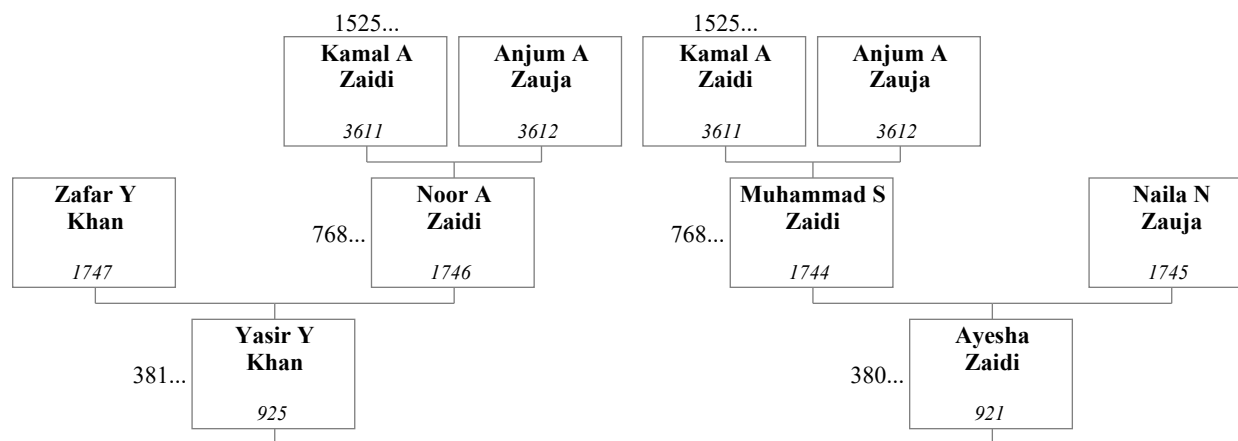 1525...
1525...
Kamal A
Zaidi
3611
Anjum A
Zauja
3612
Kamal A
Zaidi
3611
Anjum A
Zauja
3612
Zafar Y
Khan
1747
768...
Noor A
Zaidi
1746
768...
Muhammad S
Zaidi
1744
Naila N
Zauja
1745
381...
Yasir Y
Khan
925
380...
Ayesha
Zaidi
921